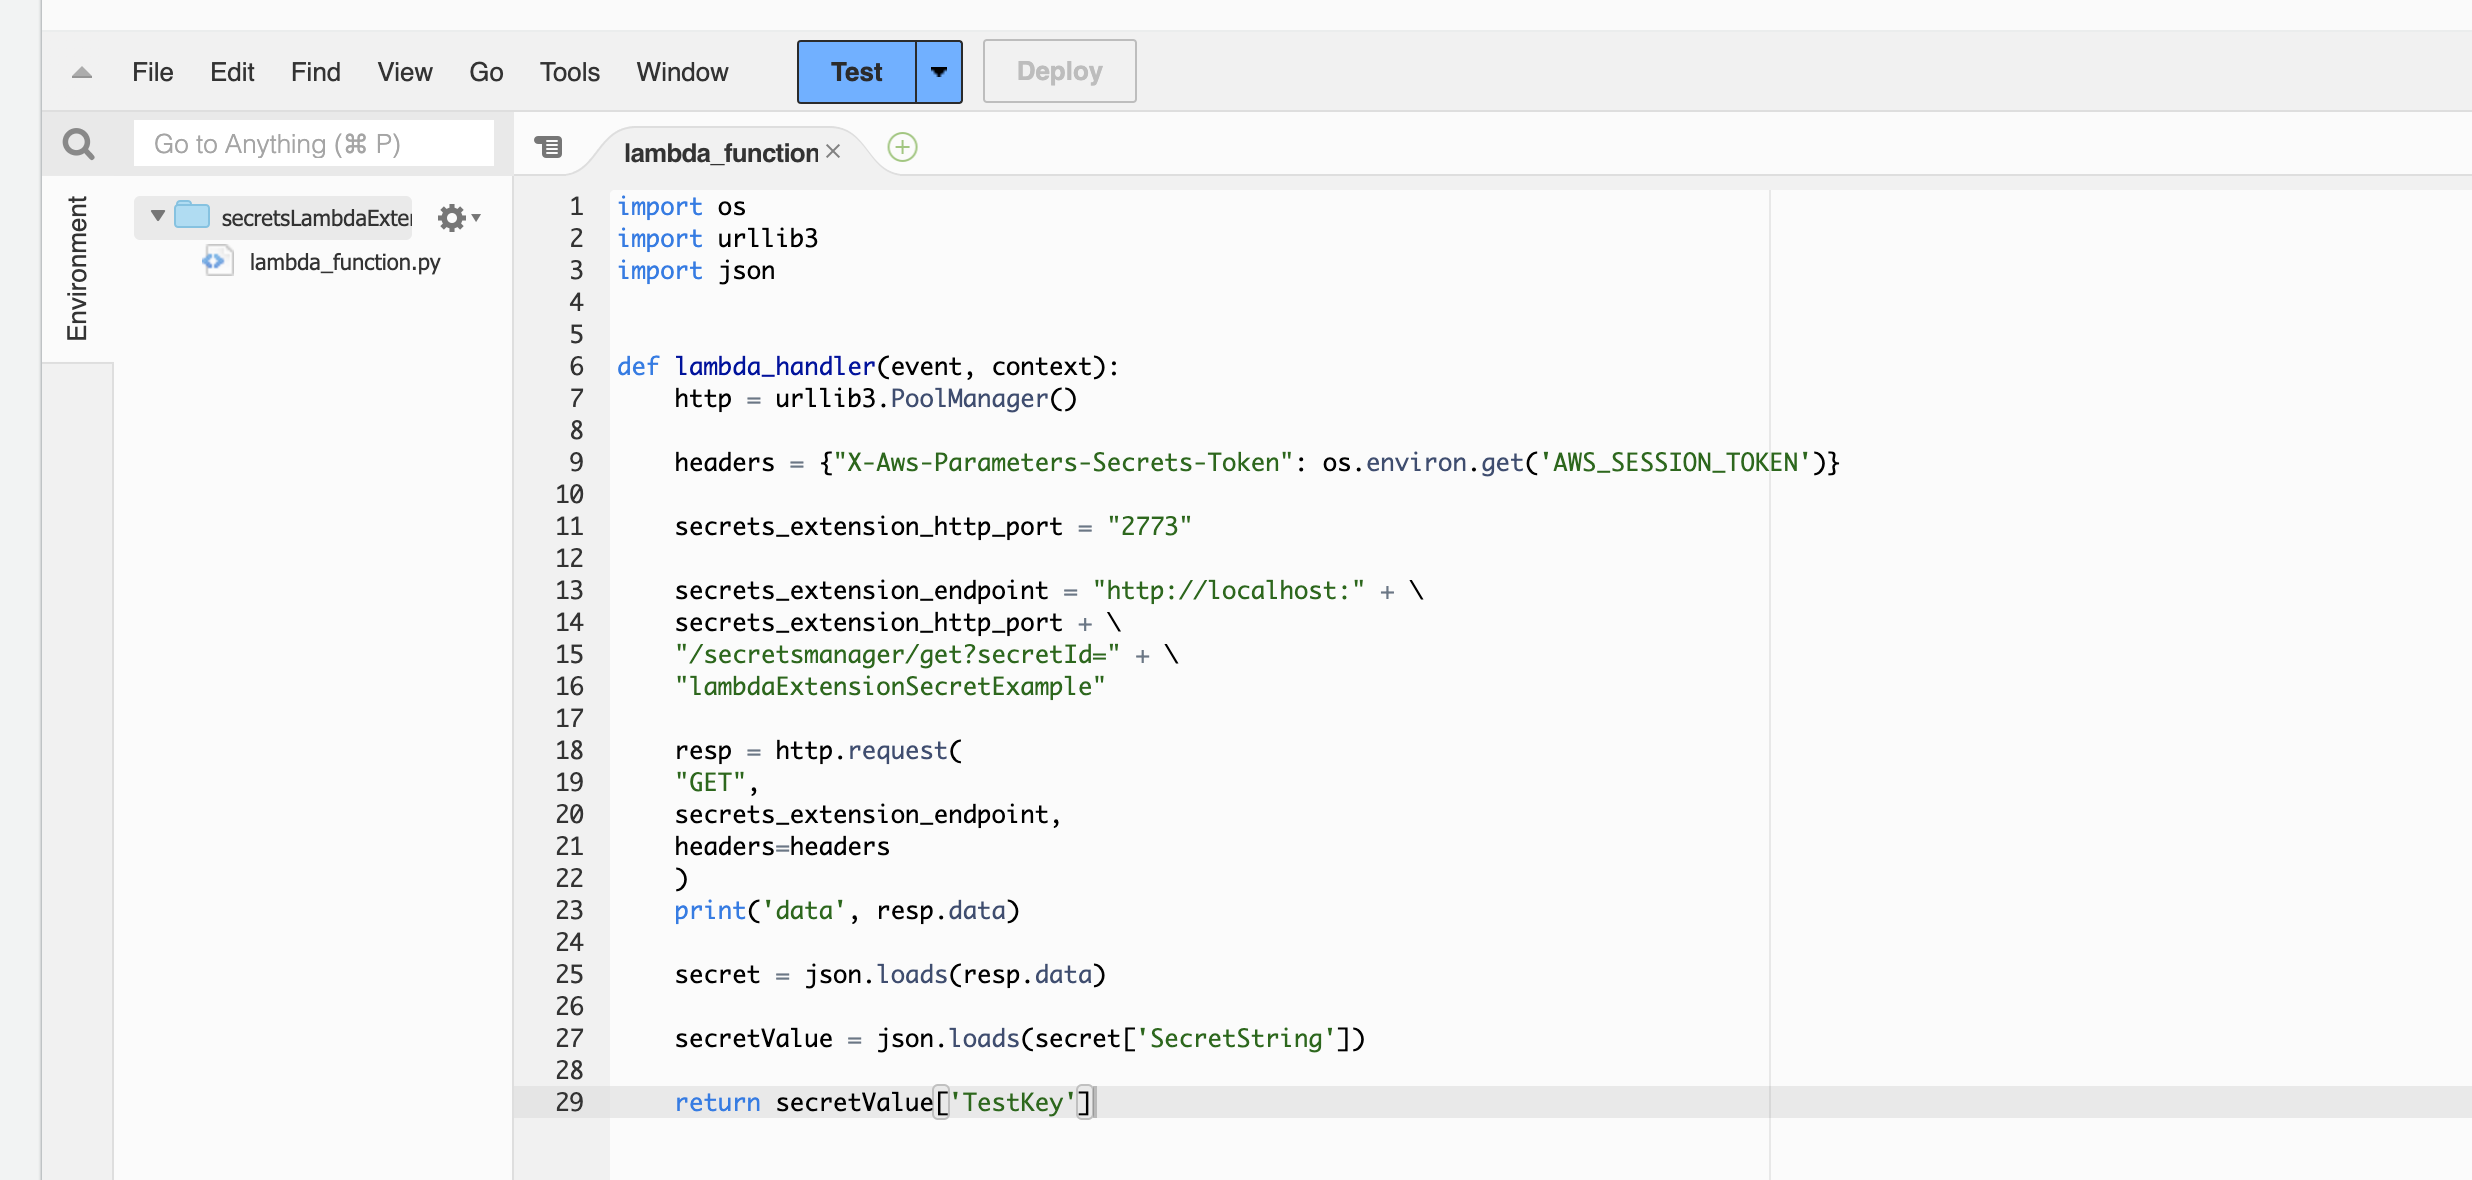 File Edit Find View Go Tools Window Test Deploy
Go to Anything (⌘ P)
lambda_function
Environment
secretsLambdaExte
lambda_function.py
1 import os
2 import urllib3
3 import json
4
5
6 def lambda_handler(event, context):
7     http = urllib3.PoolManager()
8
9     headers = {"X-Aws-Parameters-Secrets-Token": os.environ.get('AWS_SESSION_TOKEN')}
10
11     secrets_extension_http_port = "2773"
12
13     secrets_extension_endpoint = "http://localhost:" + \
14     secrets_extension_http_port + \
15     "/secretsmanager/get?secretId=" + \
16     "lambdaExtensionSecretExample"
17
18     resp = http.request(
19     "GET",
20     secrets_extension_endpoint,
21     headers=headers
22     )
23     print('data', resp.data)
24
25     secret = json.loads(resp.data)
26
27     secretValue = json.loads(secret['SecretString'])
28
29     return secretValue['TestKey']